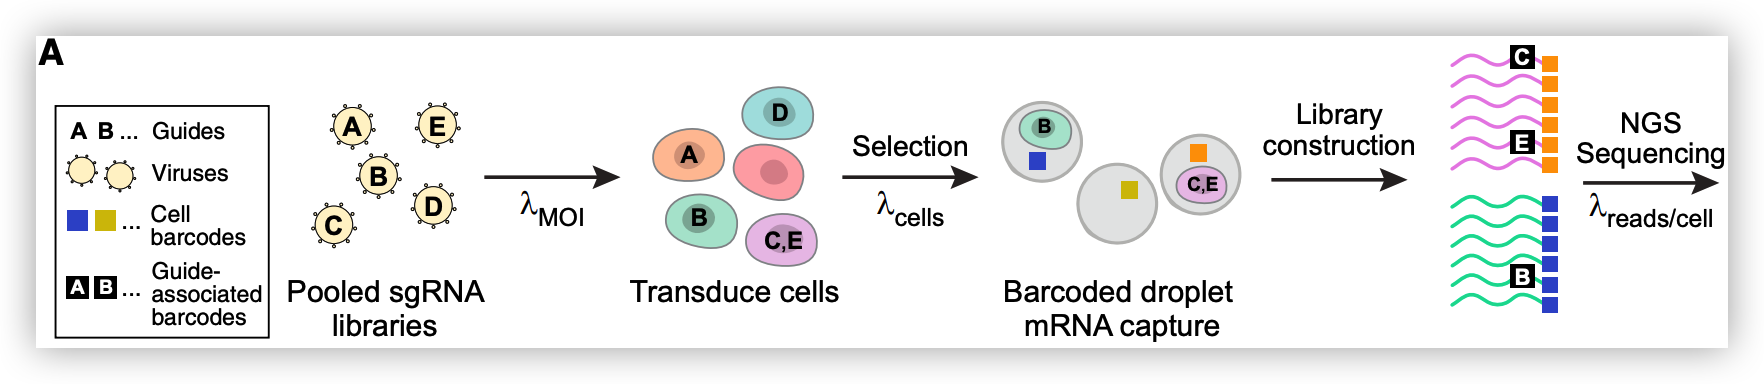 A
A B ... Guides
Viruses
Cell
barcodes
...
A B ... Guide-
associated
barcodes
A
E
B
D
C
Pooled sgRNA
libraries
λMOI
D
A
B
C,E
Transduce cells
Selection
λcells
B
C,E
Barcoded droplet
mRNA capture
Library
construction
C
E
B
NGS
Sequencing
λreads/cell